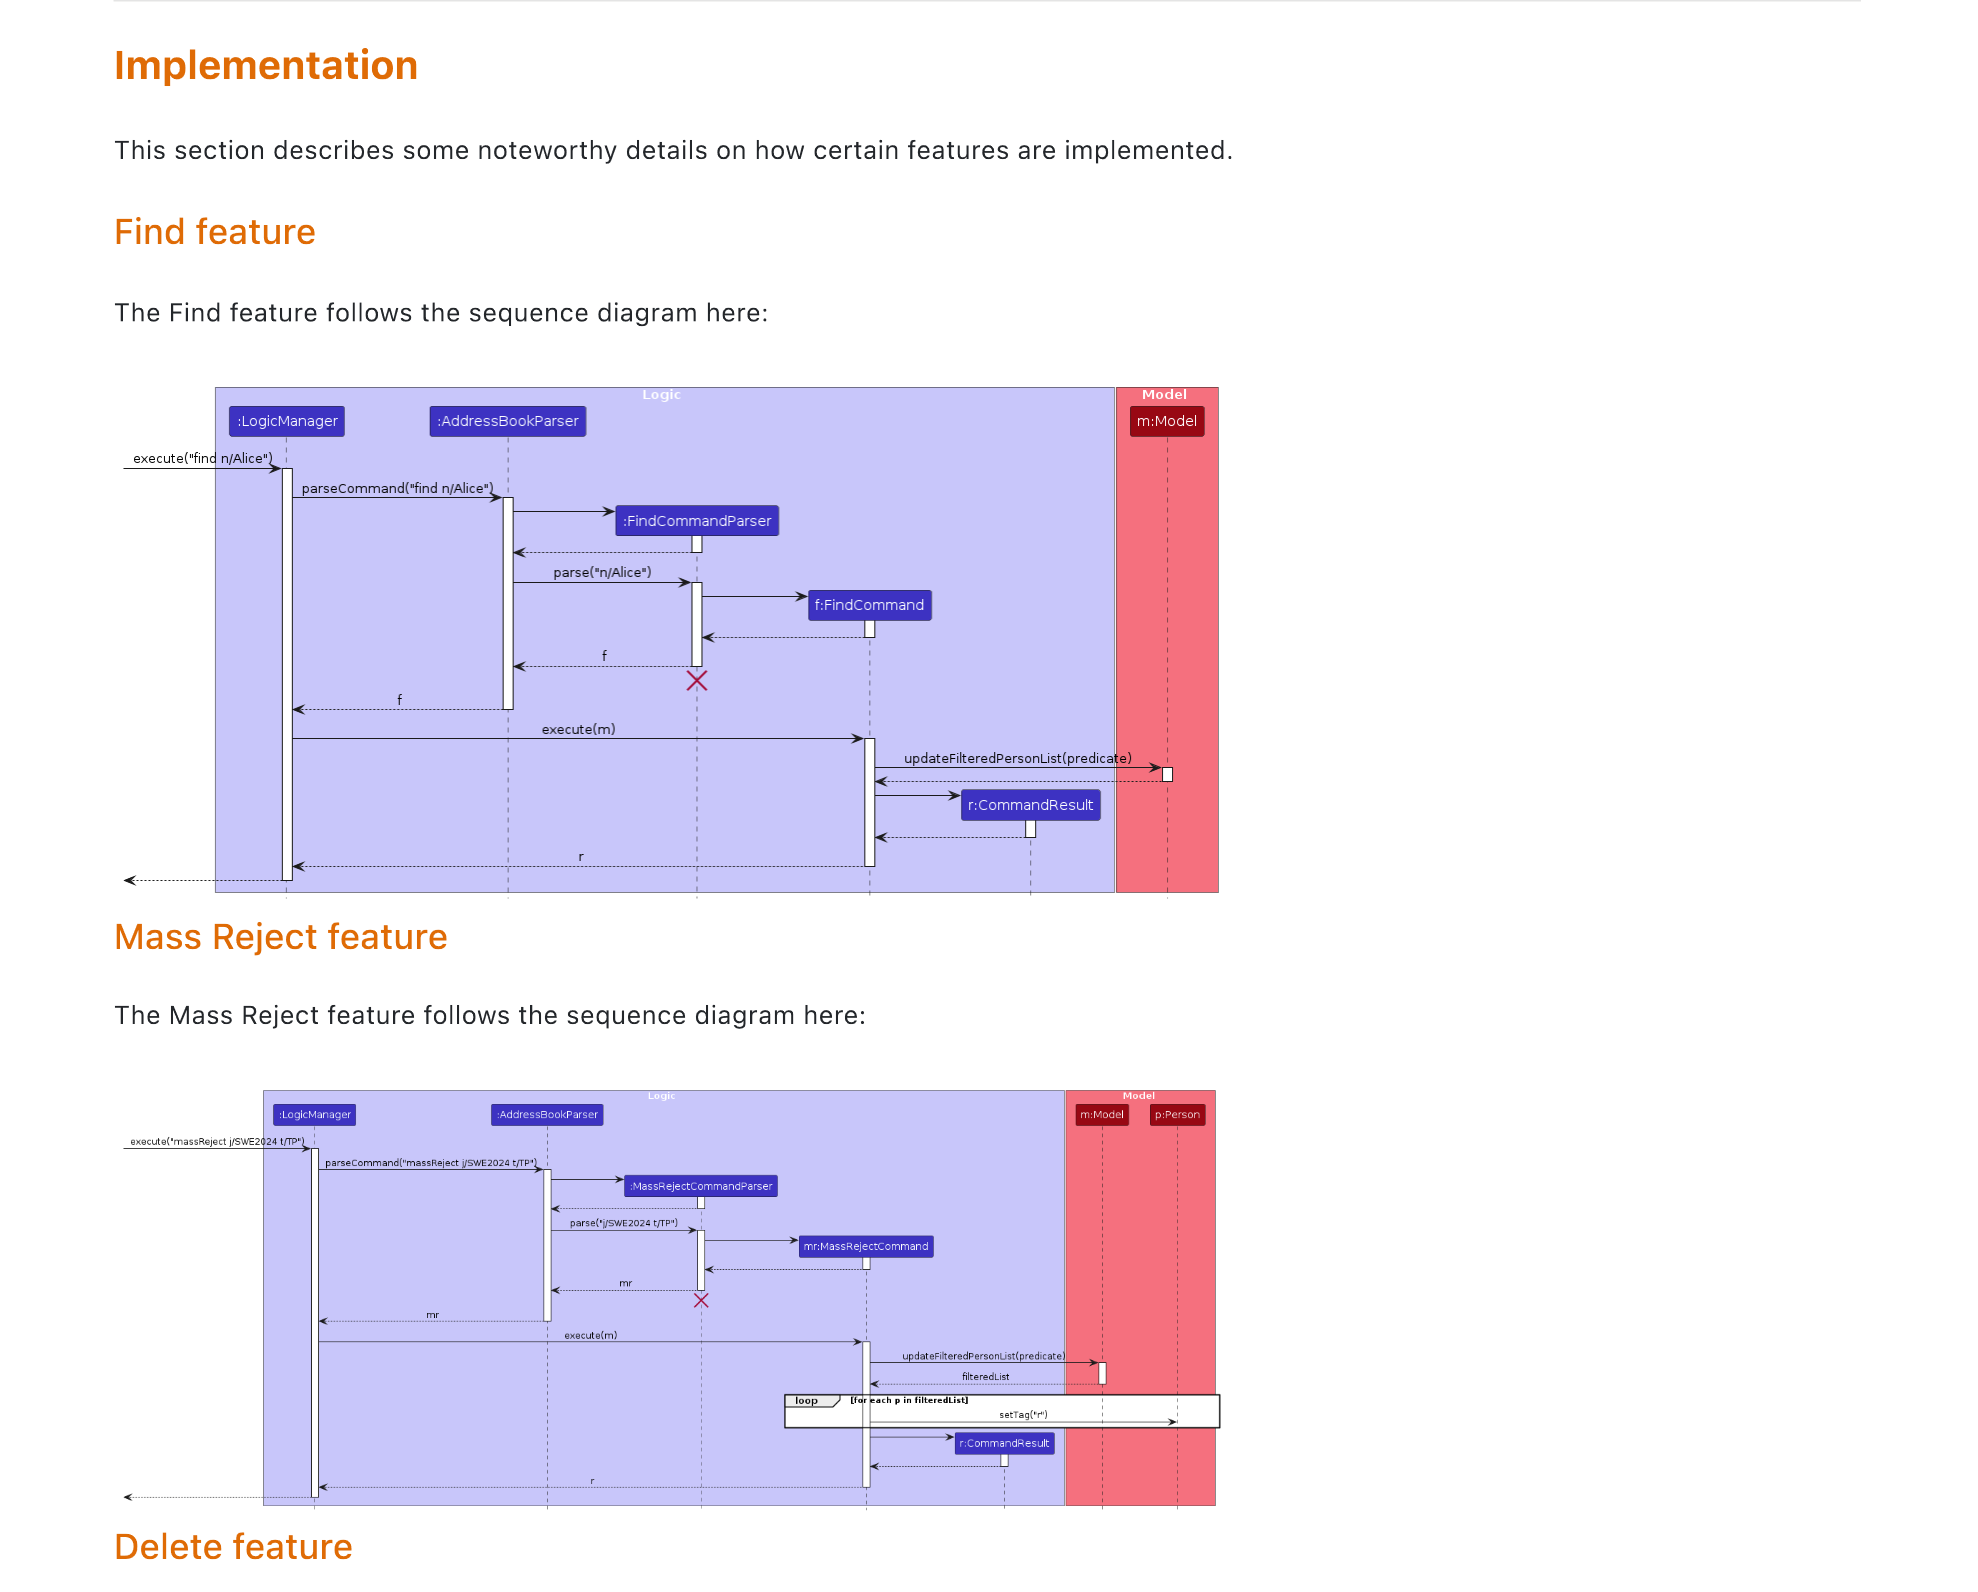 Implementation
This section describes some noteworthy details on how certain features are implemented.
Find feature
The Find feature follows the sequence diagram here:
Logic
Model
:LogicManager
:AddressBookParser
m:Model
execute("find n/Alice")
parseCommand("find n/Alice")
:FindCommandParser
parse("n/Alice")
f:FindCommand
f
f
execute(m)
updateFilteredPersonList(predicate)
r:CommandResult
r
Mass Reject feature
The Mass Reject feature follows the sequence diagram here:
Logic
Model
:LogicManager
:AddressBookParser
m:Model
p:Person
execute("massReject j/SWE2024 t/TP")
parseCommand("massReject j/SWE2024 t/TP")
:MassRejectCommandParser
parse("j/SWE2024 t/TP")
mr:MassRejectCommand
mr
mr
execute(m)
updateFilteredPersonList(predicate)
filteredList
loop
[for each p in filteredList]
setTag("r")
r:CommandResult
r
Delete feature